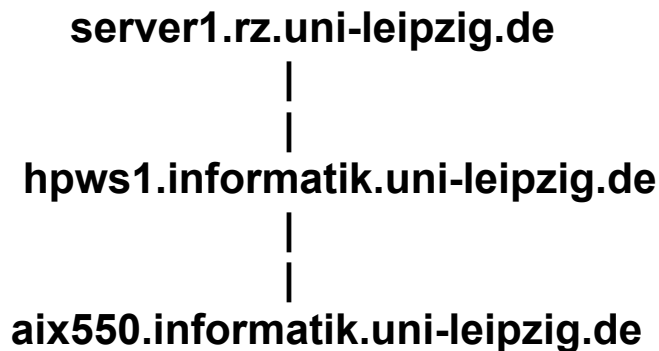 server1.rz.uni-leipzig.de
|
|
hpws1.informatik.uni-leipzig.de
|
|
aix550.informatik.uni-leipzig.de